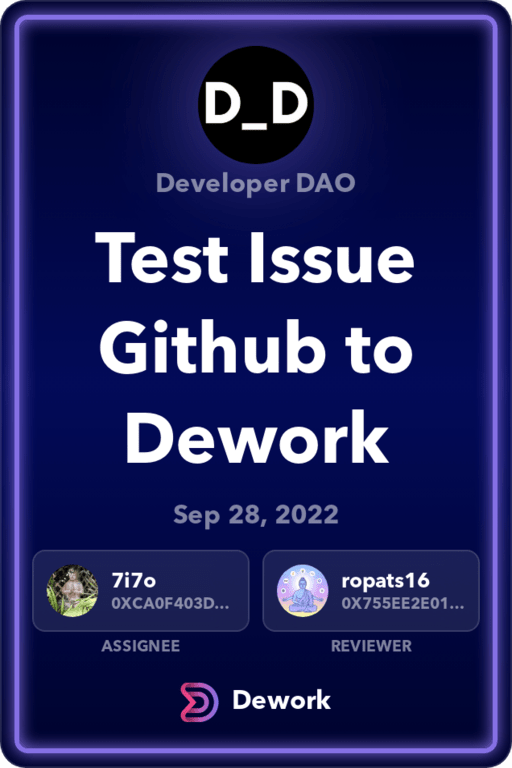 D_D
Developer DAO
Test Issue
Github to
Dework
Sep 28, 2022
7i7o
0XCA0F403D...
ASSIGNEE
ropats16
0X755EE2E01...
REVIEWER
Dework